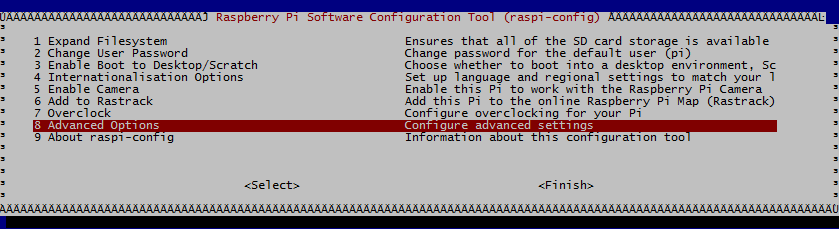 Raspberry Pi Software Configuration Tool (raspi-config)
1 Expand Filesystem Ensures that all of the SD card storage is available
2 Change User Password Change password for the default user (pi)
3 Enable Boot to Desktop/Scratch Choose whether to boot into a desktop environment, Sc
4 Internationalisation Options Set up language and regional settings to match your l
5 Enable Camera Enable this Pi to work with the Raspberry Pi Camera
6 Add to Rastrack Add this Pi to the online Raspberry Pi Map (Rastrack)
7 Overclock Configure overclocking for your Pi
8 Advanced Options Configure advanced settings
9 About raspi-config Information about this configuration tool
<Select> <Finish>